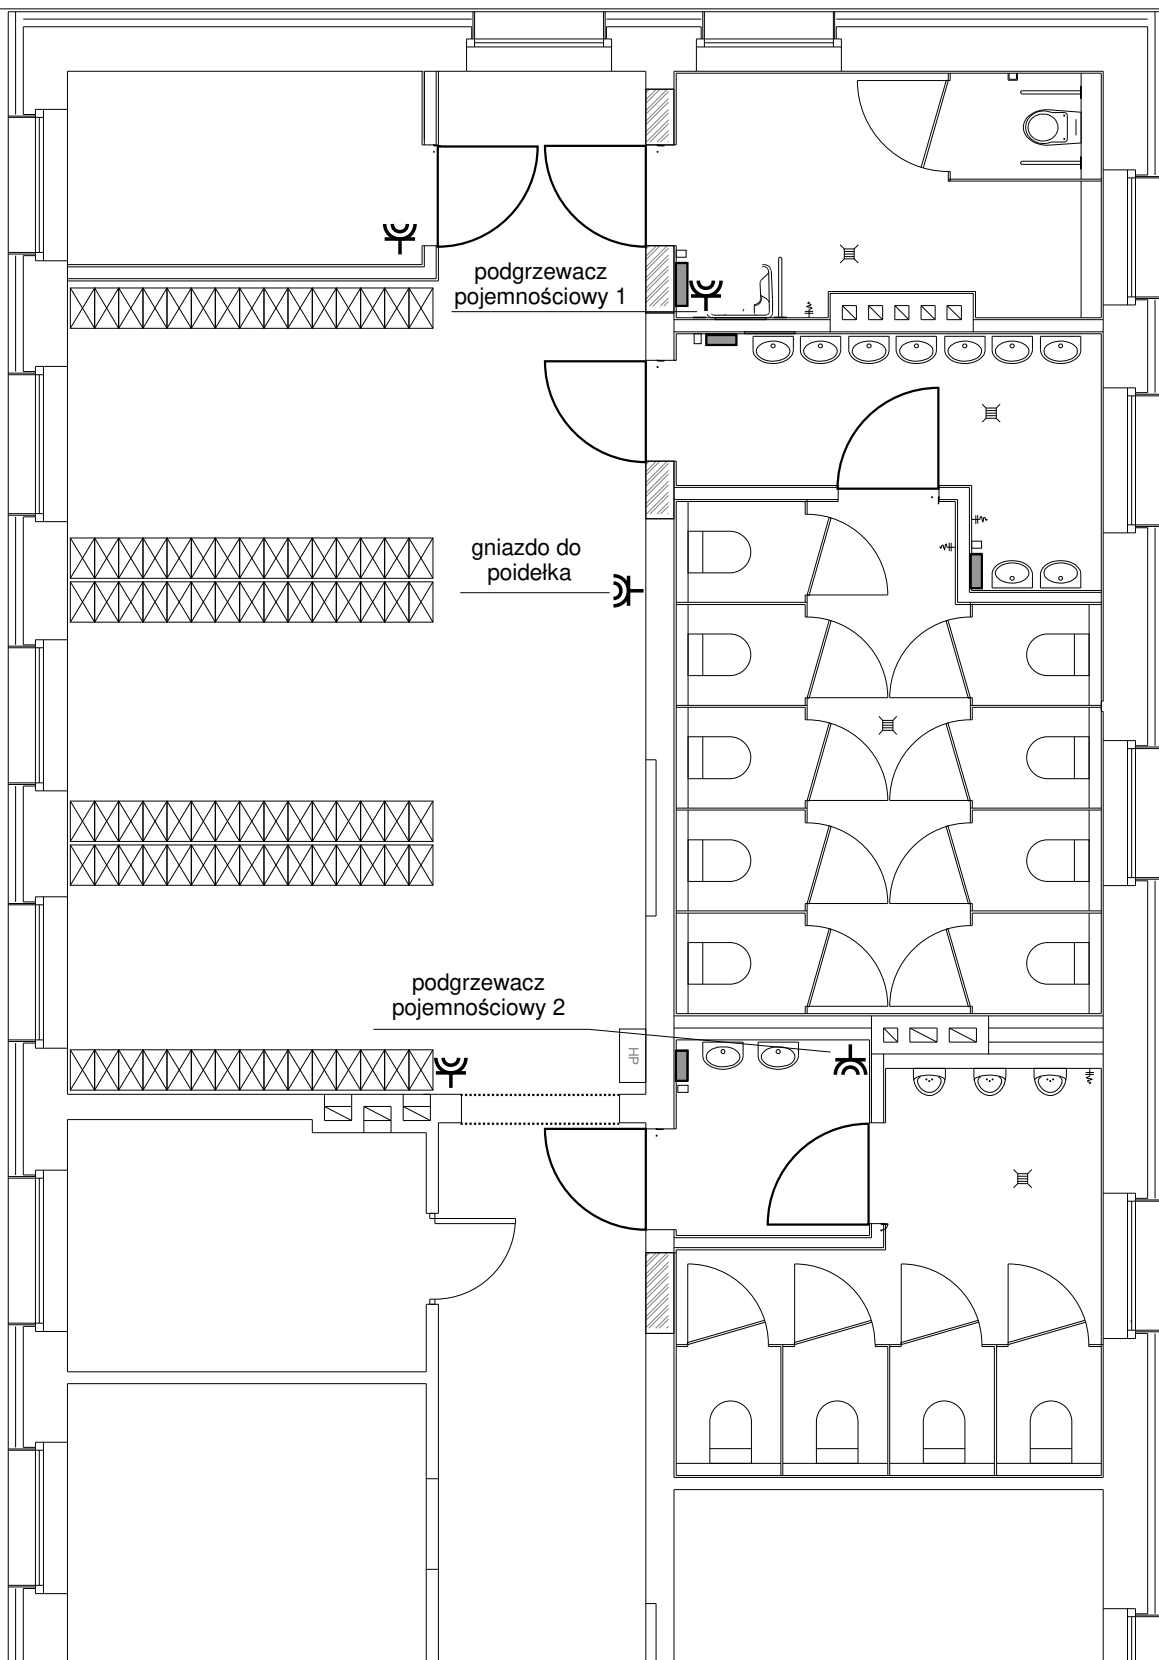 podgrzewacz
pojemnościowy 1
gniazdo do
poidełka
podgrzewacz
pojemnościowy 2
HP